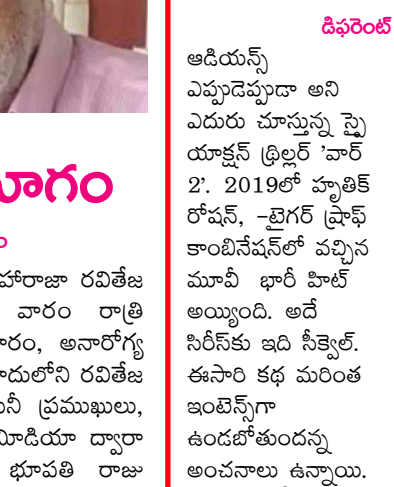 ూగం
ం
హారాజా రవితేజ
వారం రాత్రి
ారం, అనారోగ్య
ాదులోని రవితేజ
నీ ప్రముఖులు,
మీడియా ద్వారా
భూపతి రాజు
డిఫరెంట్
ఆడియన్స్
ఎప్పుడెప్పుడా అని
ఎదురు చూస్తున్న స్పై
యాక్షన్ థ్రిల్లర్ 'వార్
2'. 2019లో హృతిక్
రోషన్, -టైగర్ ష్రాఫ్
కాంబినేషన్‌లో వచ్చిన
మూవీ భారీ హిట్
అయ్యింది. అదే
సిరీస్‌కు ఇది సీక్వెల్.
ఈసారి కథ మరింత
ఇంటెన్స్‌గా
ఉండబోతుందన్న
అంచనాలు ఉన్నాయి.